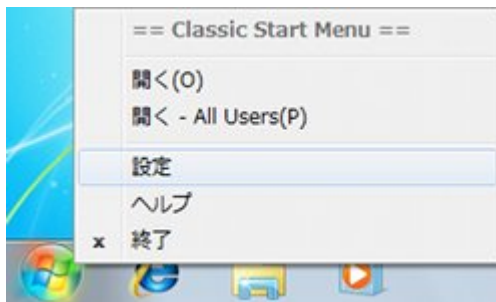 == Classic Start Menu ==
開く(O)
開く - All Users(P)
設定
ヘルプ
x 終了